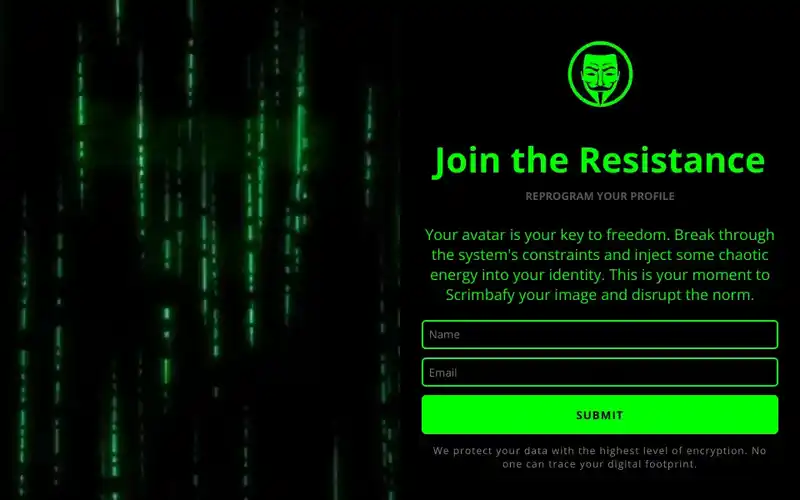 Join the Resistance
REPROGRAM YOUR PROFILE
Your avatar is your key to freedom. Break through
the system's constraints and inject some chaotic
energy into your identity. This is your moment to
Scrimbafy your image and disrupt the norm.
Name
Email
SUBMIT
We protect your data with the highest level of encryption. No
one can trace your digital footprint.